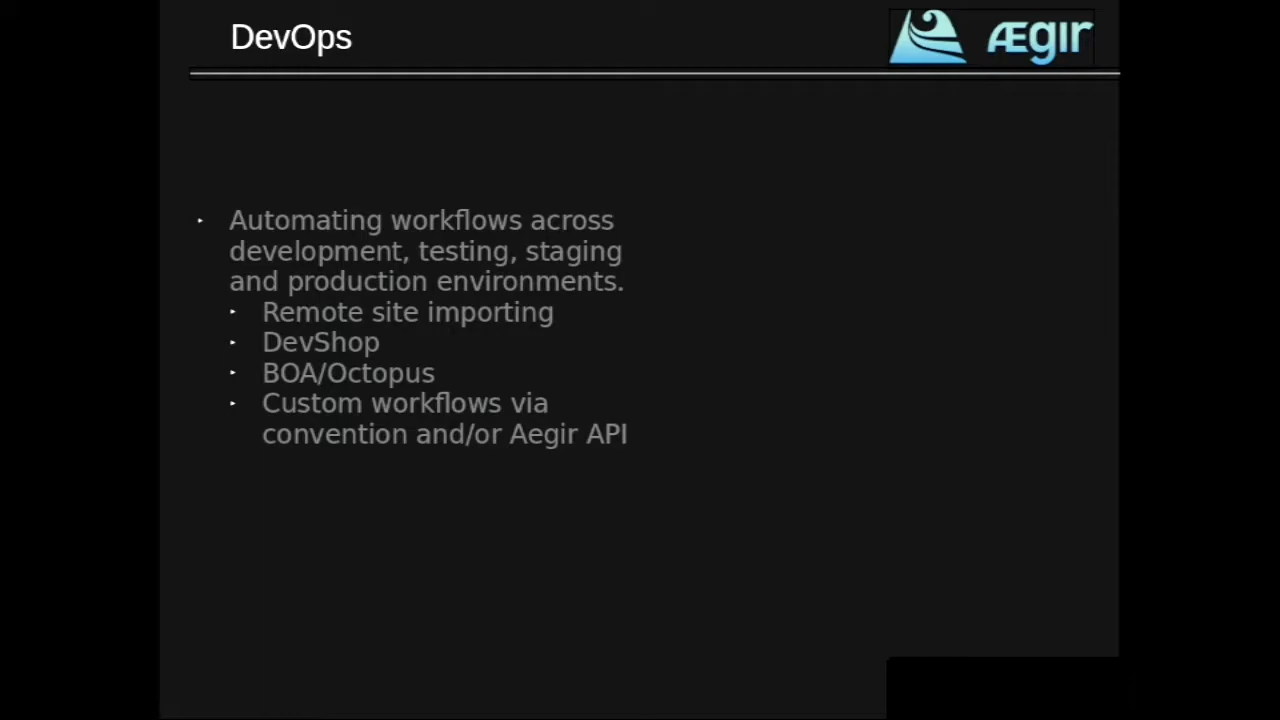 DevOps
Ægir
Automating workflows across
development, testing, staging
and production environments.
Remote site importing
DevShop
BOA/Octopus
Custom workflows via
convention and/or Aegir API